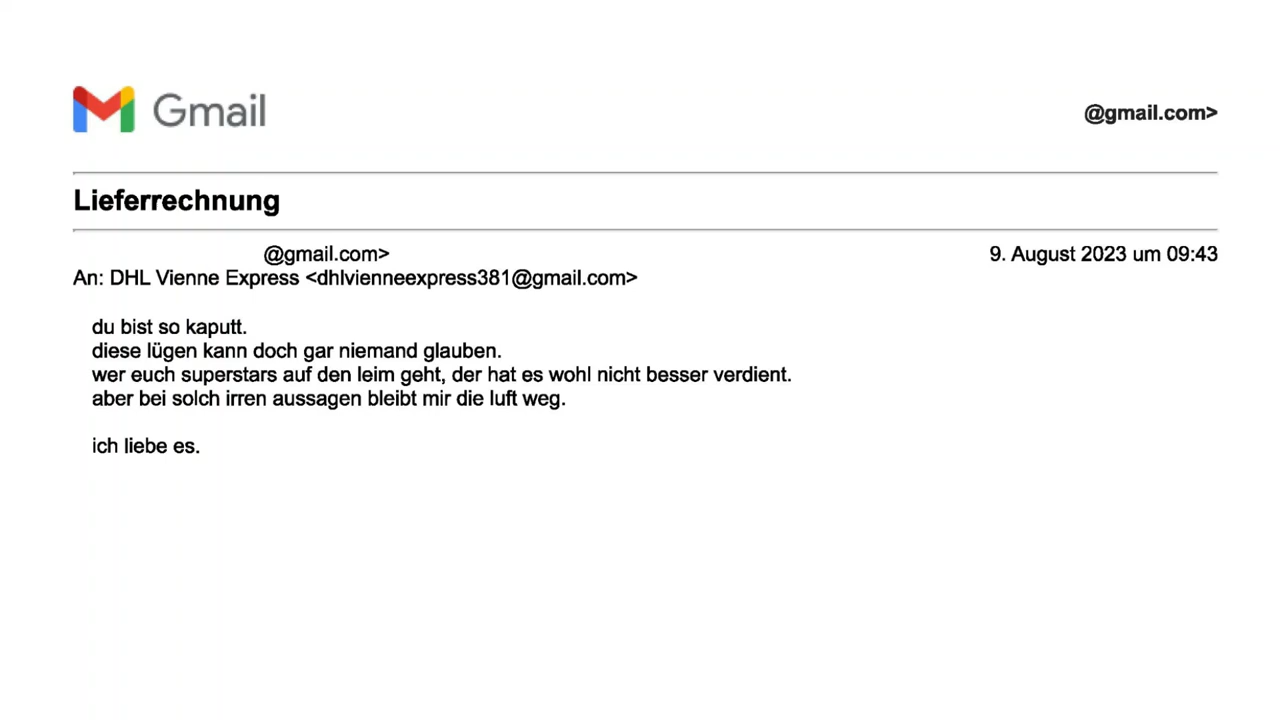 Gmail
@gmail.com>
Lieferrechnung
@gmail.com>
9. August 2023 um 09:43
An: DHL Vienne Express <dhlvienneexpress381@gmail.com>
du bist so kaputt.
diese lügen kann doch gar niemand glauben.
wer euch superstars auf den leim geht, der hat es wohl nicht besser verdient.
aber bei solch irren aussagen bleibt mir die luft weg.
ich liebe es.